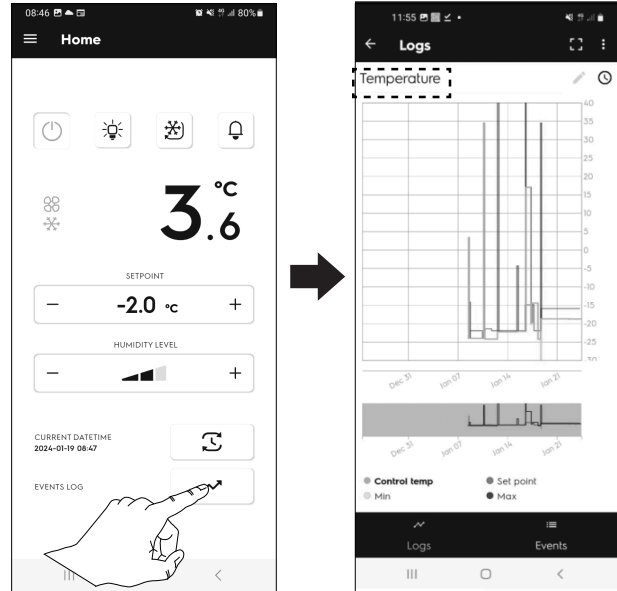 08:46 80%
Home
°C
3.6
SETPOINT
− -2.0 °C +
HUMIDITY LEVEL
− +
CURRENT DATETIME
2024-01-19 08:47
EVENTS LOG
11:55
Logs
Temperature
40
35
30
25
20
15
10
5
0
-5
-10
-15
-20
-25
-30
Dec 31 Jan 07 Jan 14 Jan 21
Dec 31 Jan 07 Jan 14 Jan 21
Control temp Set point
Min Max
Logs Events